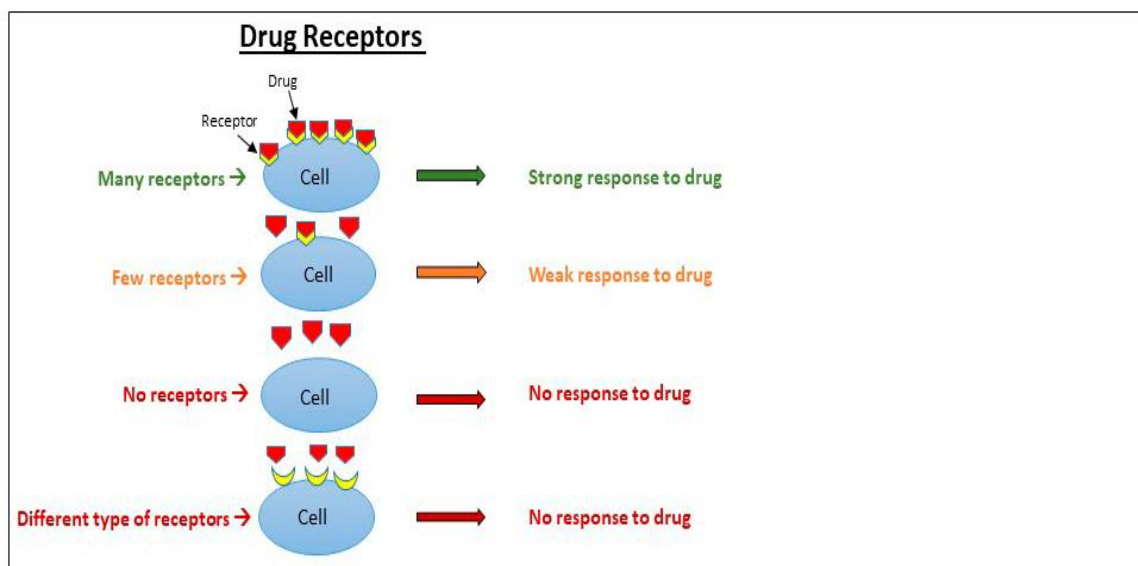 Drug Receptors
Drug
Receptor
Many receptors → Cell Strong response to drug
Few receptors → Cell Weak response to drug
No receptors → Cell No response to drug
Different type of receptors → Cell No response to drug